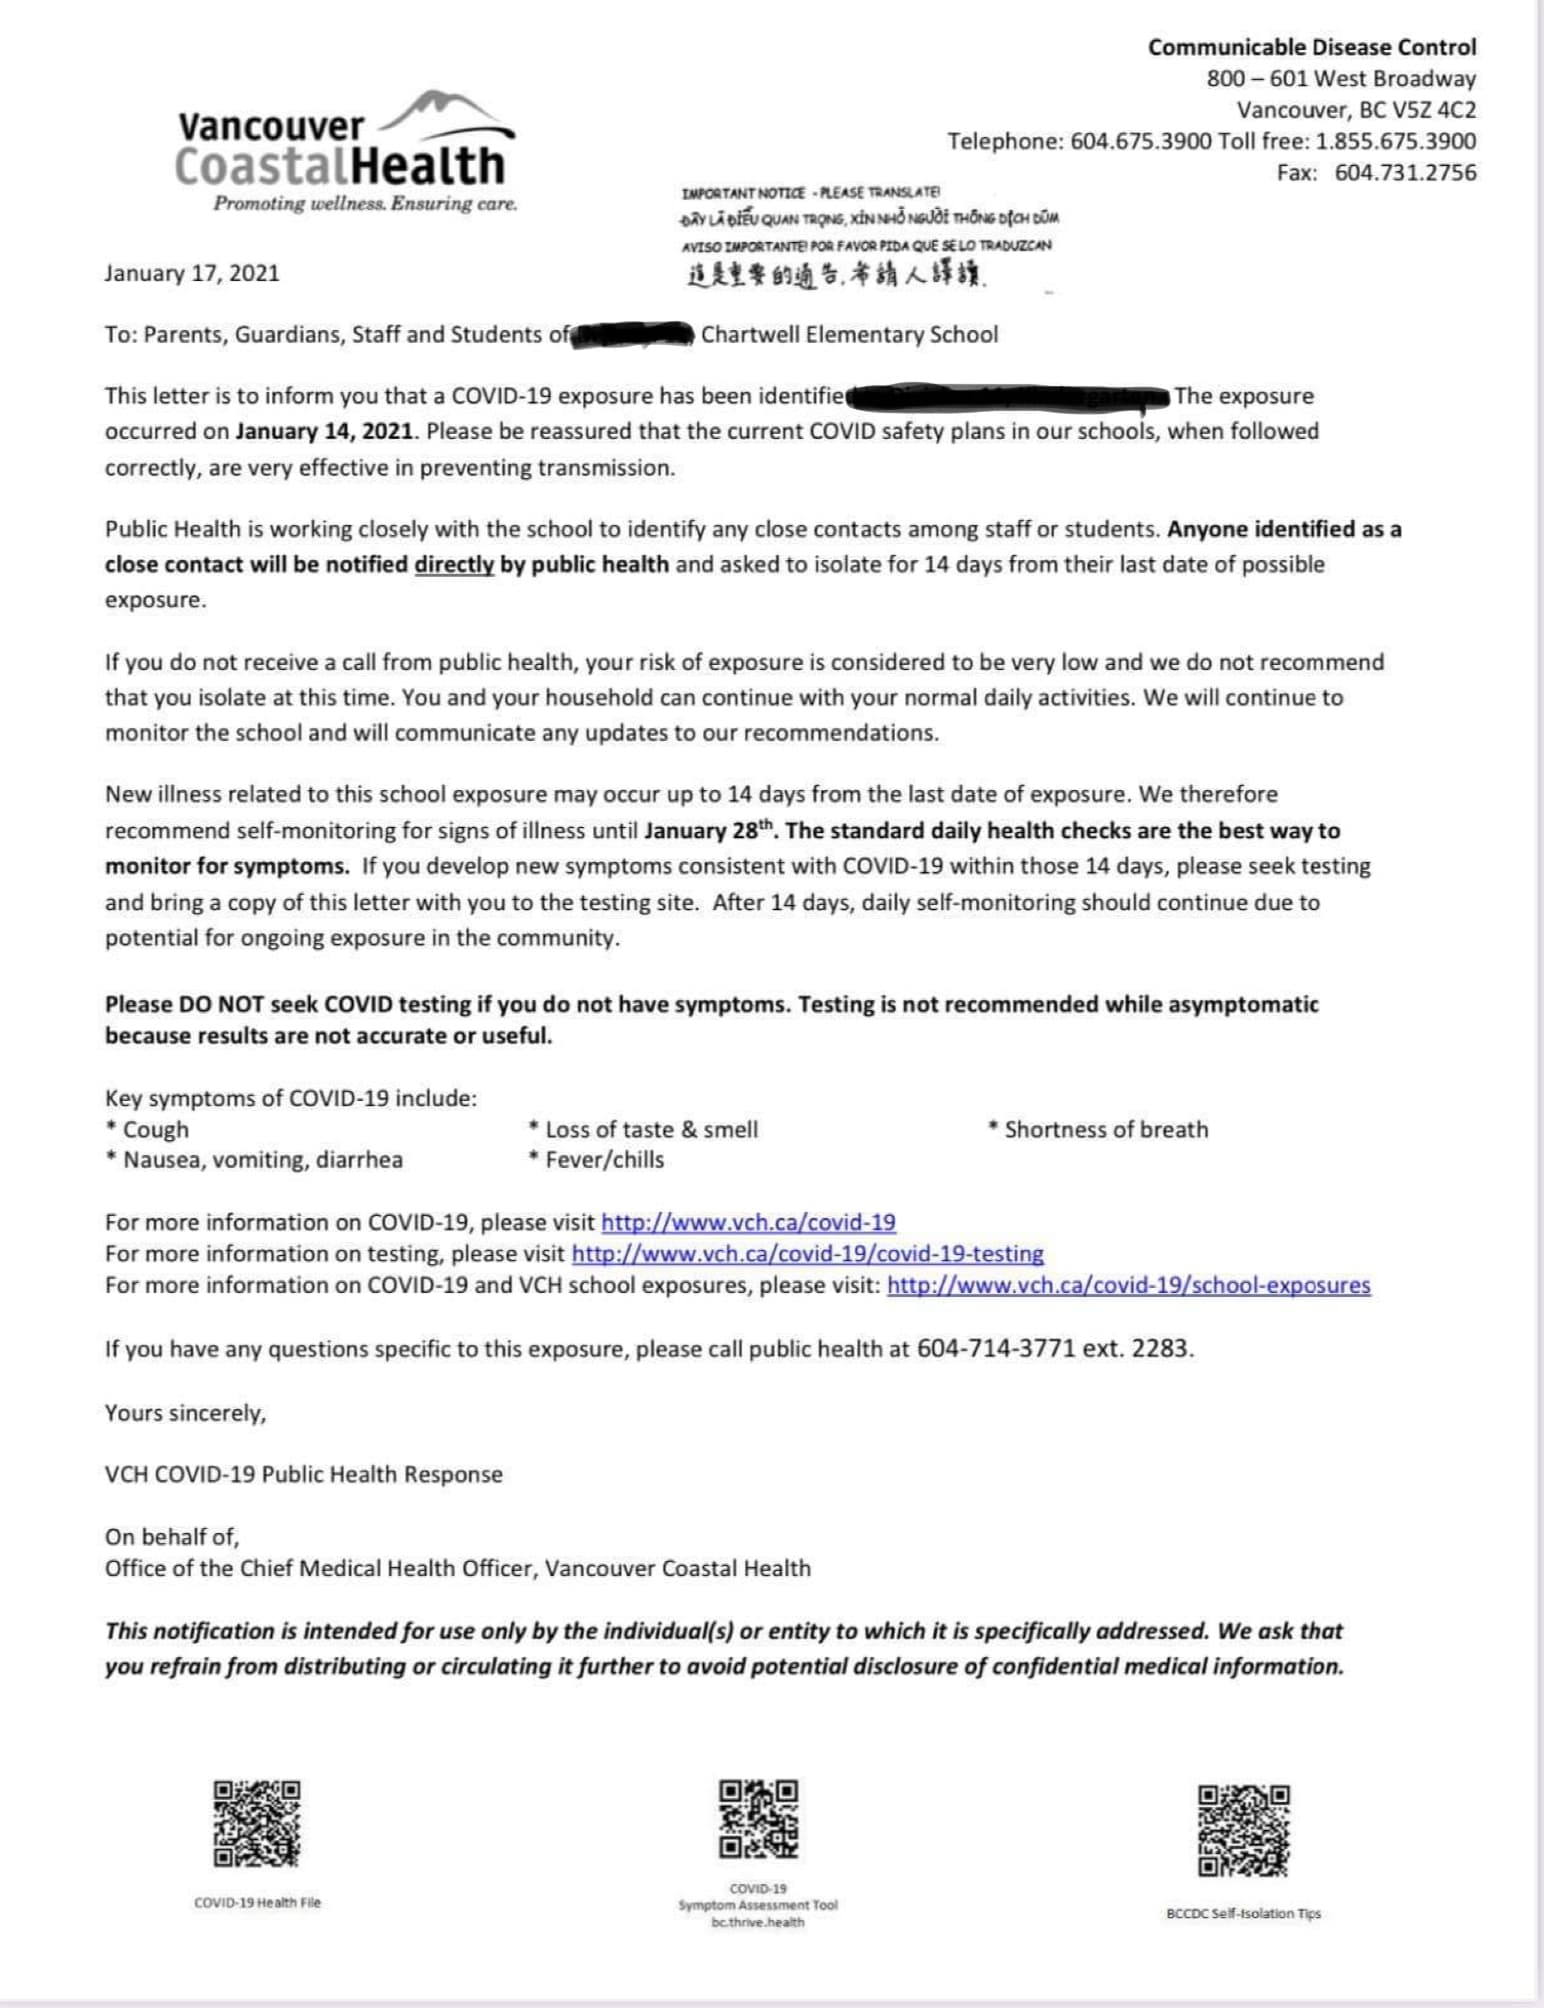 Communicable Disease Control
800 – 601 West Broadway
Vancouver, BC V5Z 4C2
Telephone: 604.675.3900 Toll free: 1.855.675.3900
Fax: 604.731.2756
Vancouver
CoastalHealth
Promoting wellness. Ensuring care.
IMPORTANT NOTICE - PLEASE TRANSLATE!
ĐÂY LÀ ĐIỀU QUAN TRỌNG, XIN NHỜ NGƯỜI THÔNG DỊCH DÙM
AVISO IMPORTANTE! POR FAVOR PIDA QUE SE LO TRADUZCAN
這是重要的通告,希請人譯讀.
January 17, 2021
To: Parents, Guardians, Staff and Students of Chartwell Elementary School
This letter is to inform you that a COVID-19 exposure has been identified The exposure
occurred on January 14, 2021. Please be reassured that the current COVID safety plans in our schools, when followed
correctly, are very effective in preventing transmission.
Public Health is working closely with the school to identify any close contacts among staff or students. Anyone identified as a
close contact will be notified directly by public health and asked to isolate for 14 days from their last date of possible
exposure.
If you do not receive a call from public health, your risk of exposure is considered to be very low and we do not recommend
that you isolate at this time. You and your household can continue with your normal daily activities. We will continue to
monitor the school and will communicate any updates to our recommendations.
New illness related to this school exposure may occur up to 14 days from the last date of exposure. We therefore
recommend self-monitoring for signs of illness until January 28th. The standard daily health checks are the best way to
monitor for symptoms. If you develop new symptoms consistent with COVID-19 within those 14 days, please seek testing
and bring a copy of this letter with you to the testing site. After 14 days, daily self-monitoring should continue due to
potential for ongoing exposure in the community.
Please DO NOT seek COVID testing if you do not have symptoms. Testing is not recommended while asymptomatic
because results are not accurate or useful.
Key symptoms of COVID-19 include:
* Cough * Loss of taste & smell * Shortness of breath
* Nausea, vomiting, diarrhea * Fever/chills
For more information on COVID-19, please visit http://www.vch.ca/covid-19
For more information on testing, please visit http://www.vch.ca/covid-19/covid-19-testing
For more information on COVID-19 and VCH school exposures, please visit: http://www.vch.ca/covid-19/school-exposures
If you have any questions specific to this exposure, please call public health at 604-714-3771 ext. 2283.
Yours sincerely,
VCH COVID-19 Public Health Response
On behalf of,
Office of the Chief Medical Health Officer, Vancouver Coastal Health
This notification is intended for use only by the individual(s) or entity to which it is specifically addressed. We ask that
you refrain from distributing or circulating it further to avoid potential disclosure of confidential medical information.
COVID-19 Health File
COVID-19
Symptom Assessment Tool
bc.thrive.health
BCCDC Self-Isolation Tips